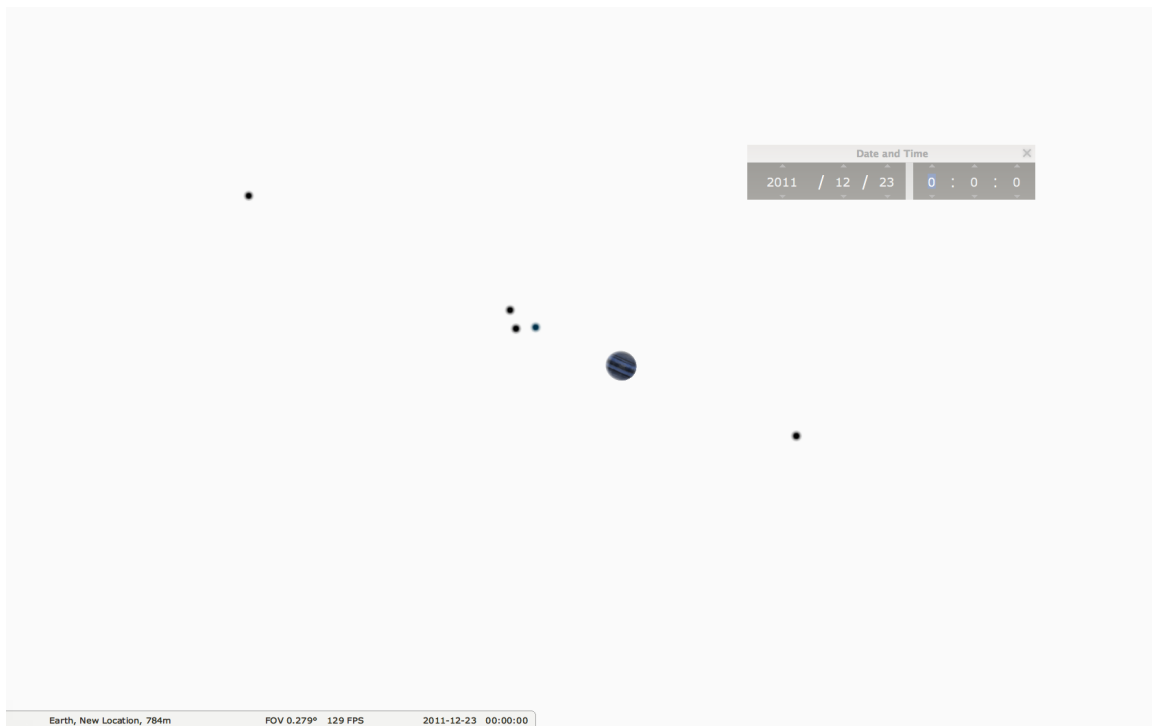 Date and Time
2011 / 12 / 23 0 : 0 : 0
Earth, New Location, 784m FOV 0.279° 129 FPS 2011-12-23 00:00:00